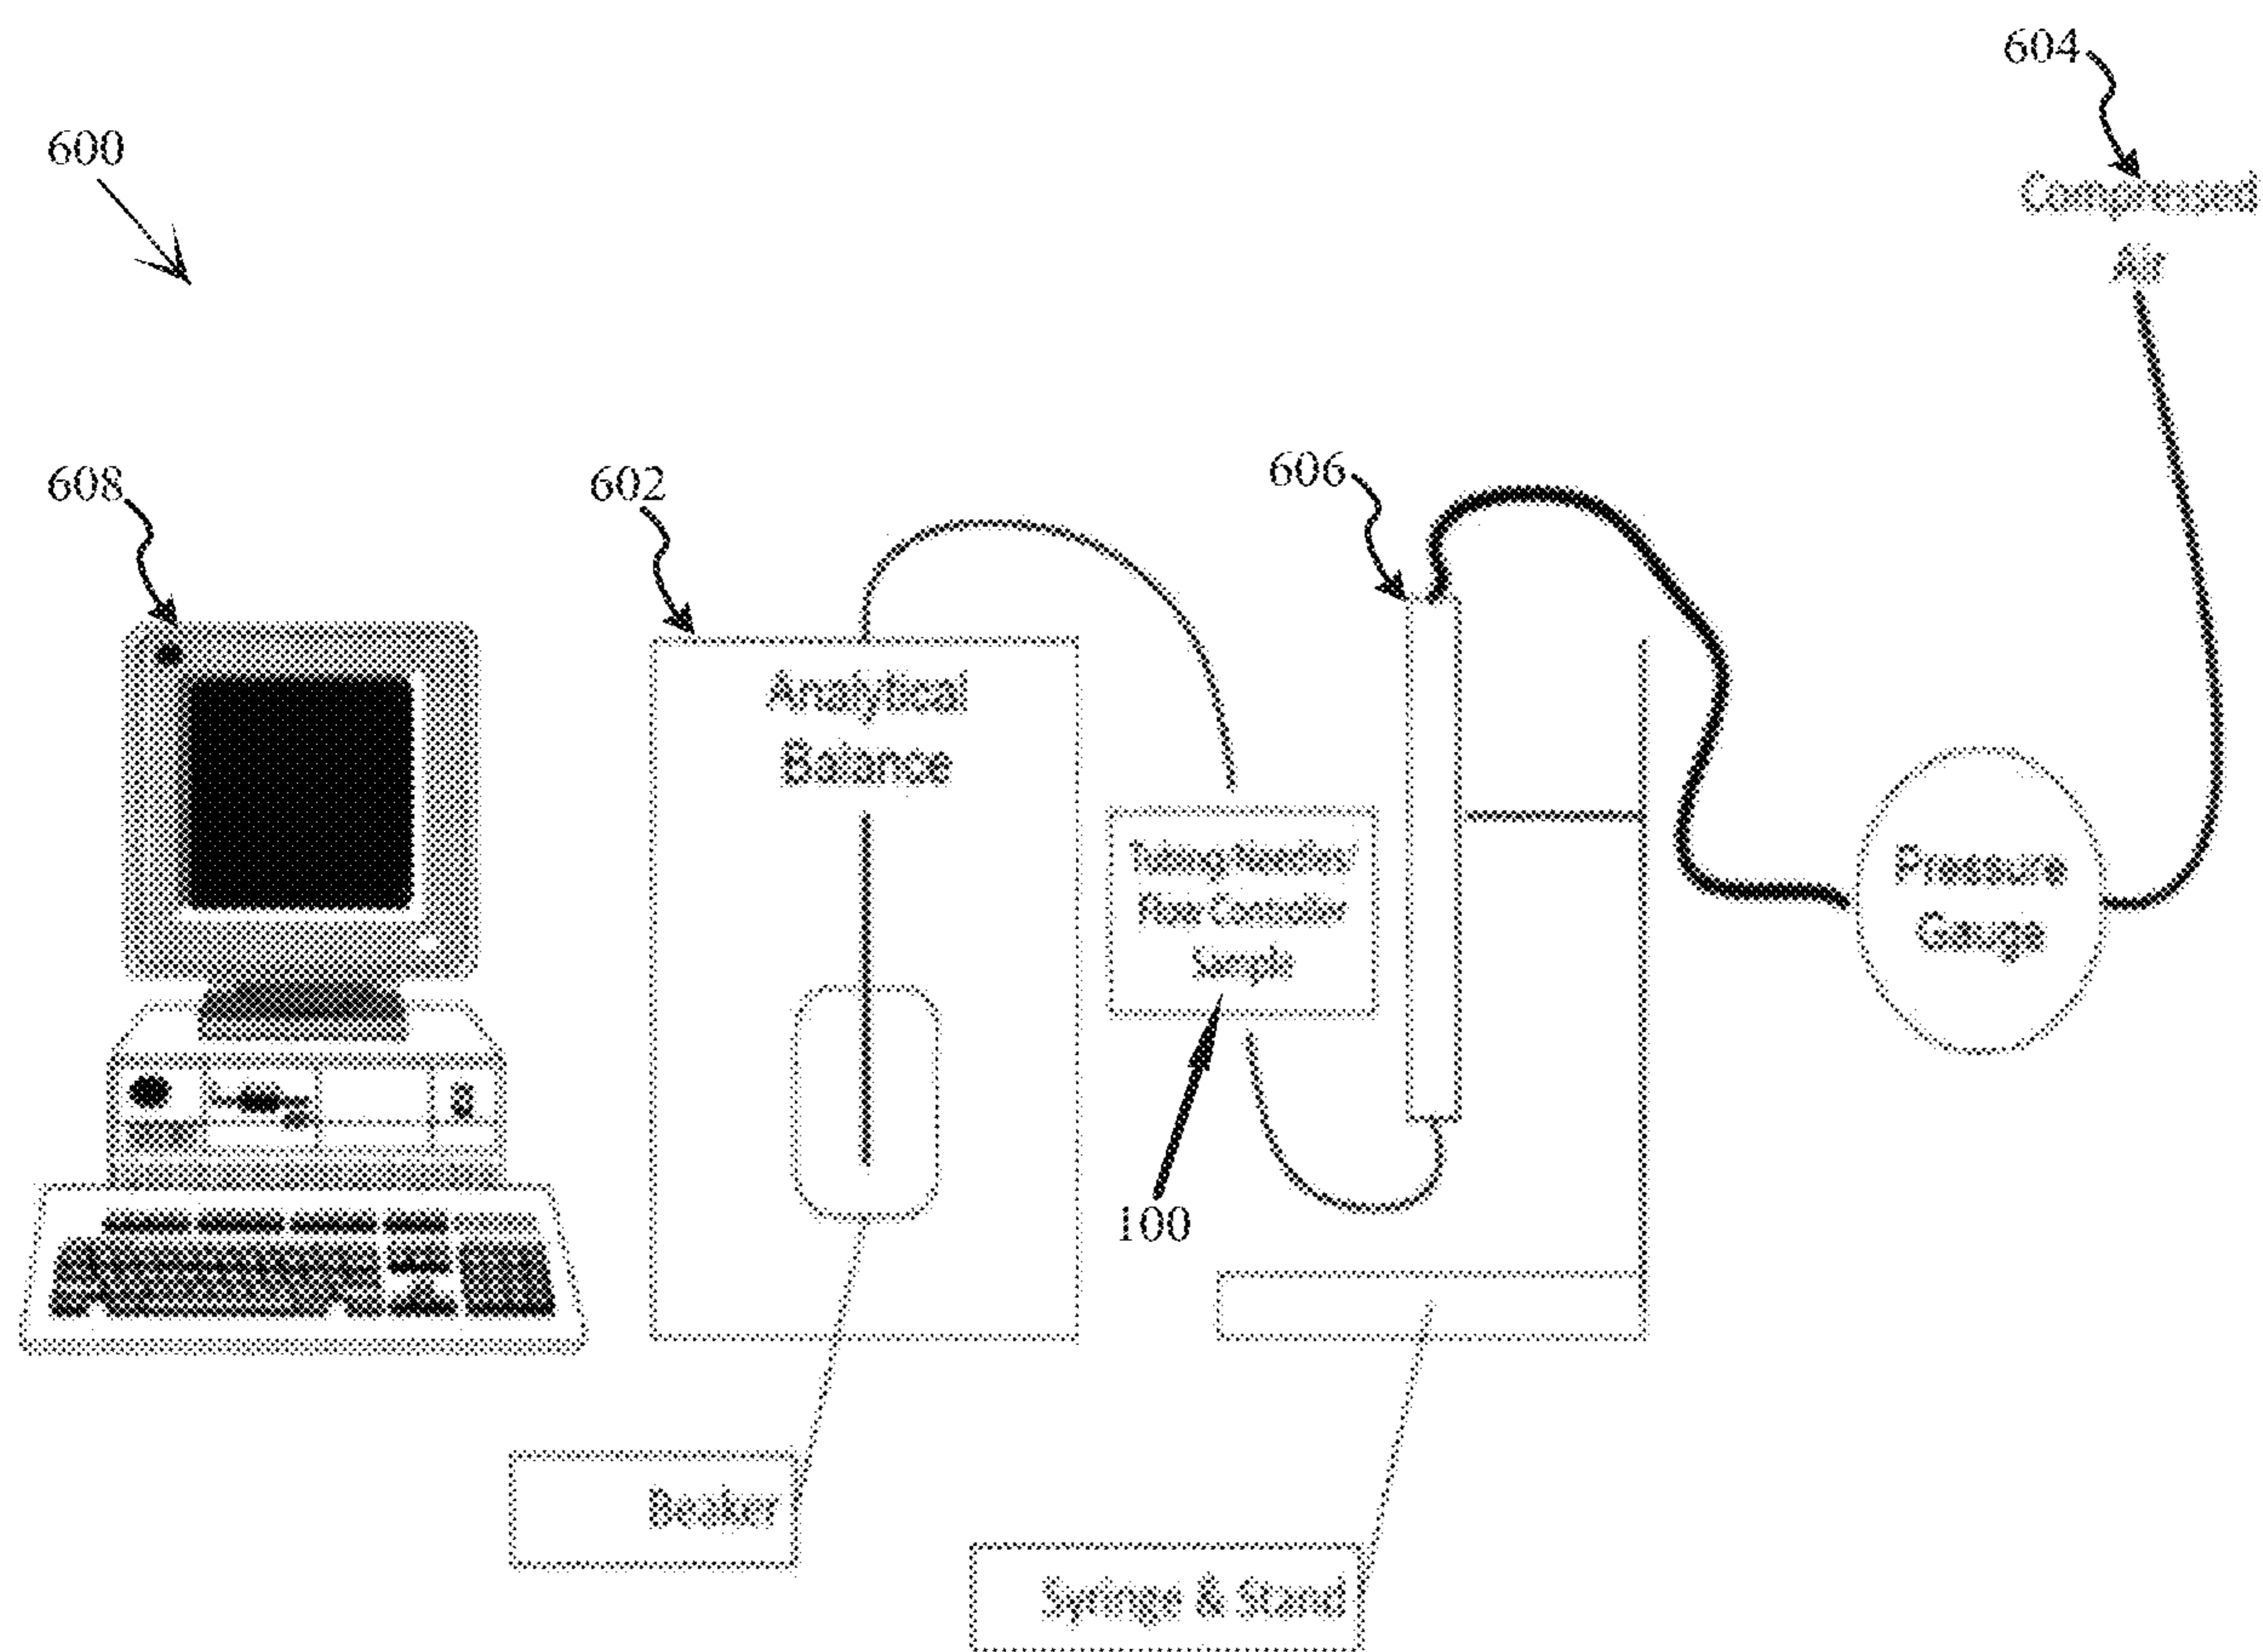 604
600
Compressed
Air
608
602
606
Analytical
Balance
Tubing/Needles/
Flow Controller
Sample
Pressure
Gauge
100
Beaker
Syringe & Stand